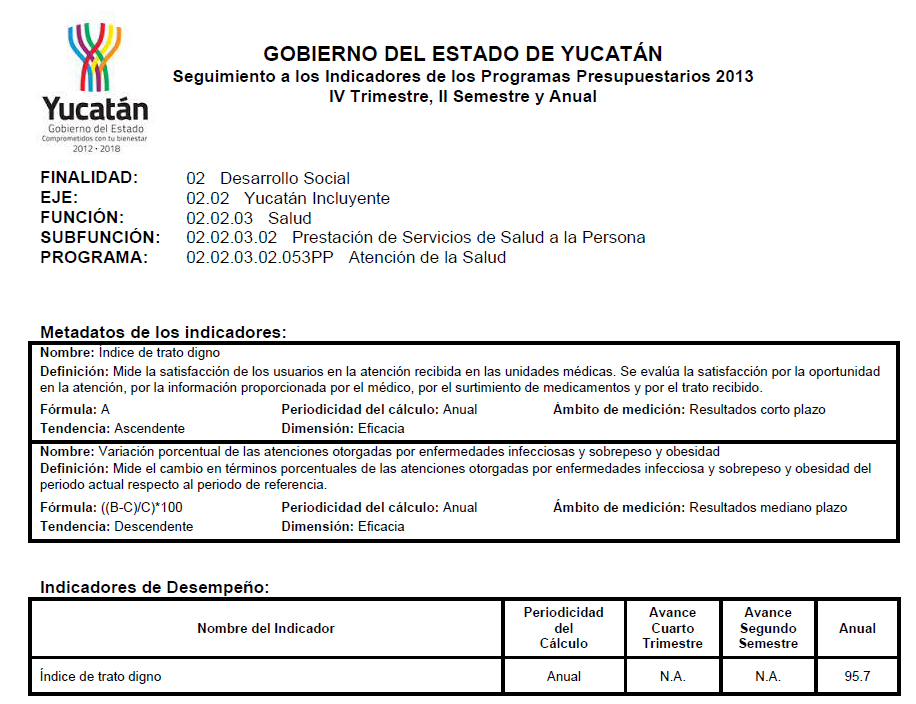 Yucatán
Gobierno del Estado
Comprometidos con tu bienestar
2012 • 2018
GOBIERNO DEL ESTADO DE YUCATÁN
Seguimiento a los Indicadores de los Programas Presupuestarios 2013
IV Trimestre, II Semestre y Anual
FINALIDAD: 02 Desarrollo Social
EJE: 02.02 Yucatán Incluyente
FUNCIÓN: 02.02.03 Salud
SUBFUNCIÓN: 02.02.03.02 Prestación de Servicios de Salud a la Persona
PROGRAMA: 02.02.03.02.053PP Atención de la Salud
Metadatos de los indicadores:
Nombre: Índice de trato digno
Definición: Mide la satisfacción de los usuarios en la atención recibida en las unidades médicas. Se evalúa la satisfacción por la oportunidad
en la atención, por la información proporcionada por el médico, por el surtimiento de medicamentos y por el trato recibido.
Fórmula: A Periodicidad del cálculo: Anual Ámbito de medición: Resultados corto plazo
Tendencia: Ascendente Dimensión: Eficacia
Nombre: Variación porcentual de las atenciones otorgadas por enfermedades infecciosas y sobrepeso y obesidad
Definición: Mide el cambio en términos porcentuales de las atenciones otorgadas por enfermedades infecciosa y sobrepeso y obesidad del
periodo actual respecto al periodo de referencia.
Fórmula: ((B-C)/C)*100 Periodicidad del cálculo: Anual Ámbito de medición: Resultados mediano plazo
Tendencia: Descendente Dimensión: Eficacia
Indicadores de Desempeño:
Nombre del Indicador
Periodicidad
del
Cálculo
Avance
Cuarto
Trimestre
Avance
Segundo
Semestre
Anual
Índice de trato digno Anual N.A. N.A. 95.7